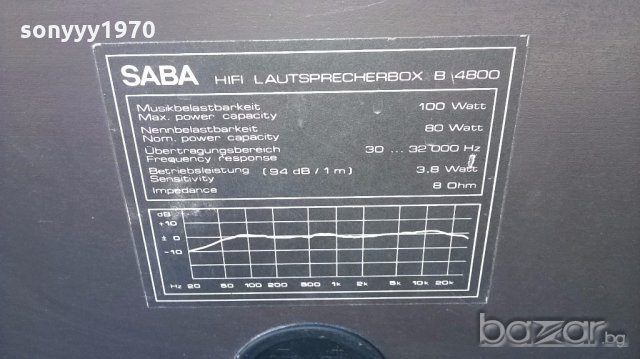 sonyyy1970
SABA HIFI LAUTSPRECHERBOX B 4800
Musikbelastbarkeit
Max. power capacity 100 Watt
Nennbelastbarkeit
Nom. power capacity 80 Watt
Übertragungsbereich
Frequency response 30 ... 32 000 Hz
Betriebsleistung (94 dB / 1 m)
Sensitivity 3.8 Watt
Impedance 8 Ohm
dB
+10
± 0
-10
Hz 20 50 100 200 500 1k 2k 5k 10k 20k
bazar.bg